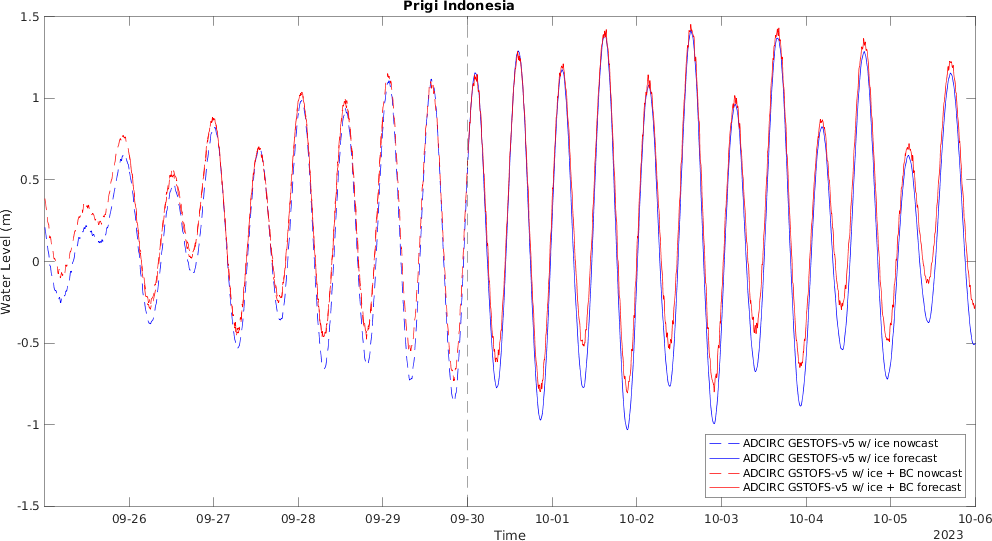 Prigi Indonesia
1.5
1
0.5
0
-0.5
-1
-1.5
Water Level (m)
09-26 09-27 09-28 09-29 09-30 10-01 10-02 10-03 10-04 10-05 10-06
Time
2023
ADCIRC GESTOFS-v5 w/ ice nowcast
ADCIRC GESTOFS-v5 w/ ice forecast
ADCIRC GSTOFS-v5 w/ ice + BC nowcast
ADCIRC GSTOFS-v5 w/ ice + BC forecast